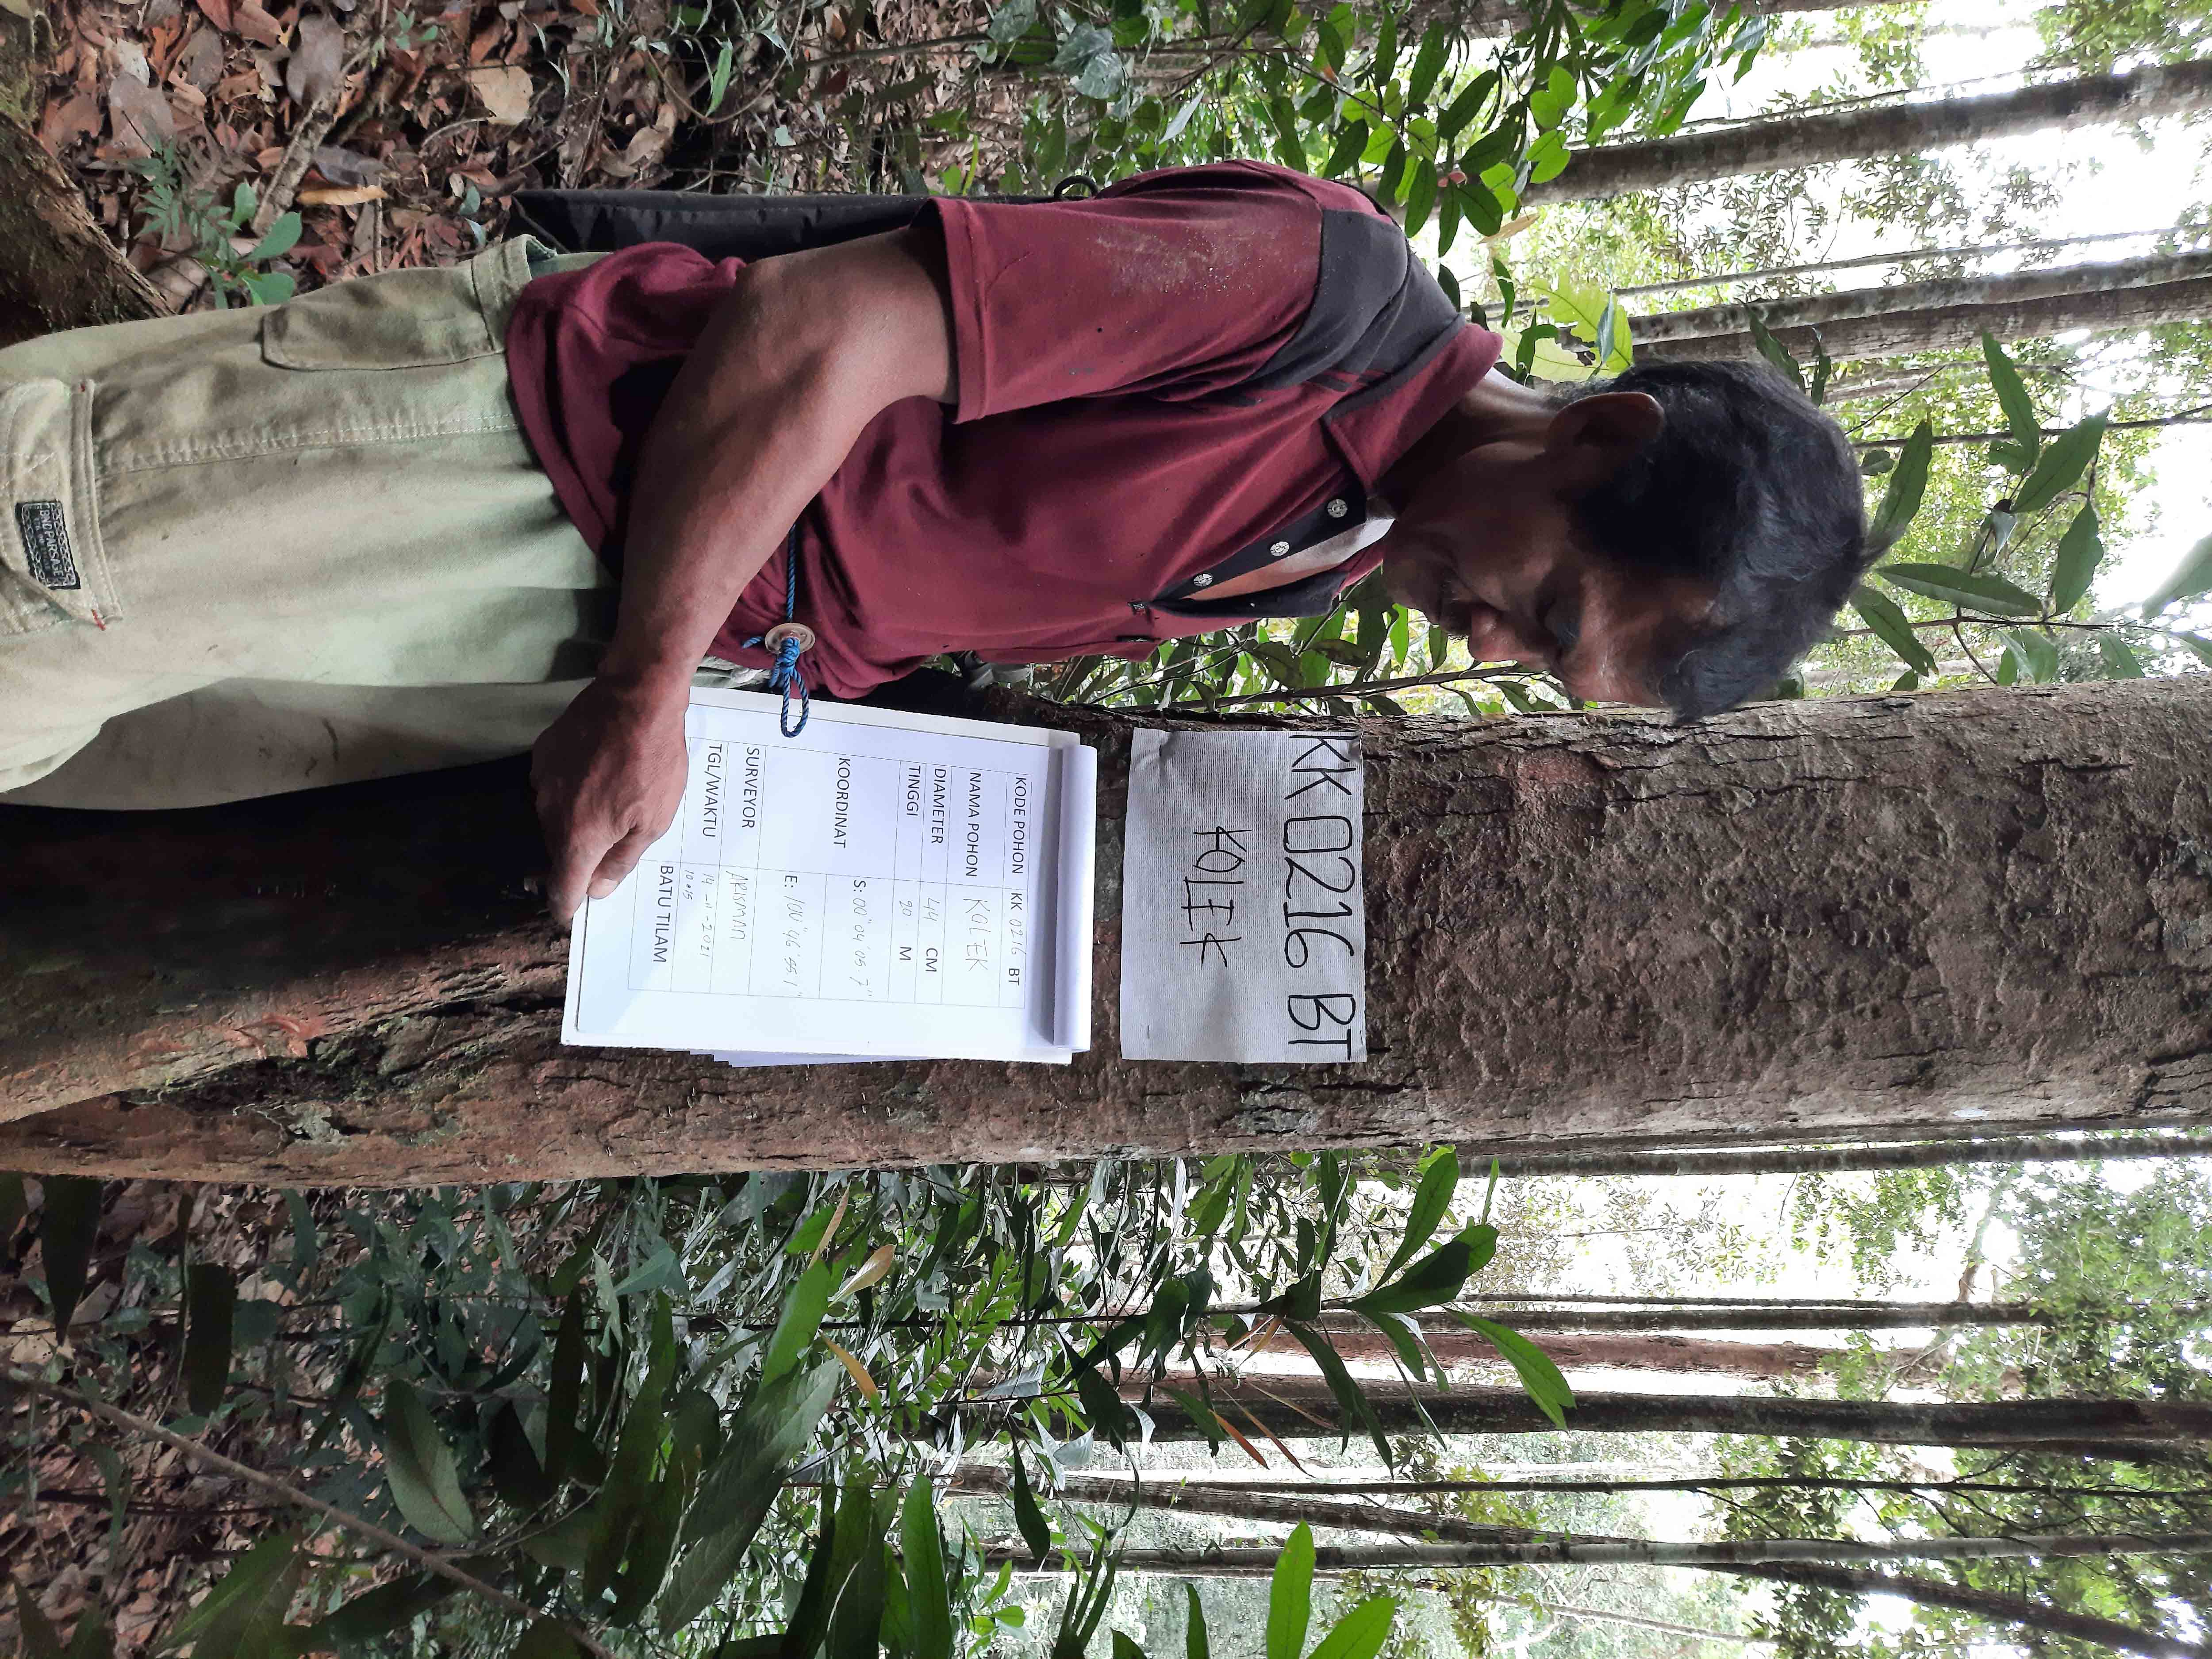 KK 0216 BT
KOLEK
KODE POHON KK 0216 BT
NAMA POHON KOLEK
DIAMETER 44 CM
TINGGI 20 M
KOORDINAT S: 00° 04' 05 7"
E: 100° 46' 55 1"
SURVEYOR ARISMAN
TGL/WAKTU 14 - 11 - 2021
10:15
BATU TILAM